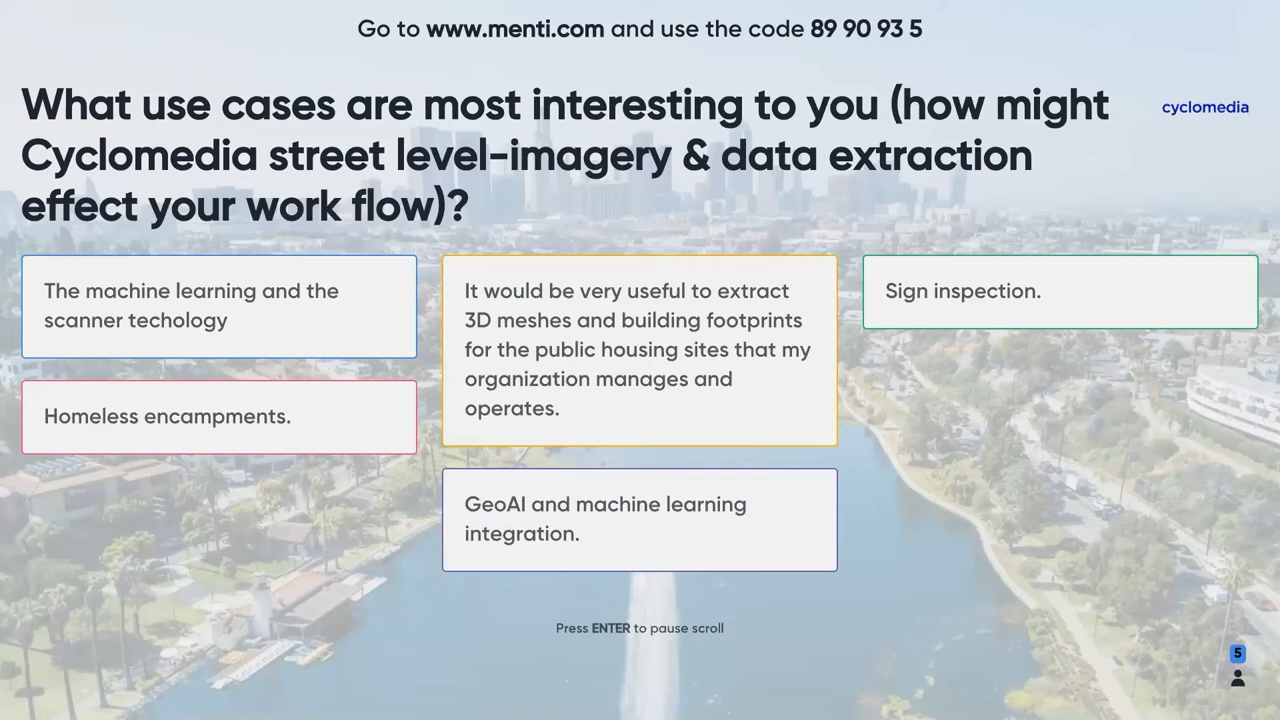 Go to www.menti.com and use the code 89 90 93 5
What use cases are most interesting to you (how might
Cyclomedia street level-imagery & data extraction
effect your work flow)?
cyclomedia
The machine learning and the
scanner techology
Homeless encampments.
It would be very useful to extract
3D meshes and building footprints
for the public housing sites that my
organization manages and
operates.
GeoAI and machine learning
integration.
Sign inspection.
Press ENTER to pause scroll
5